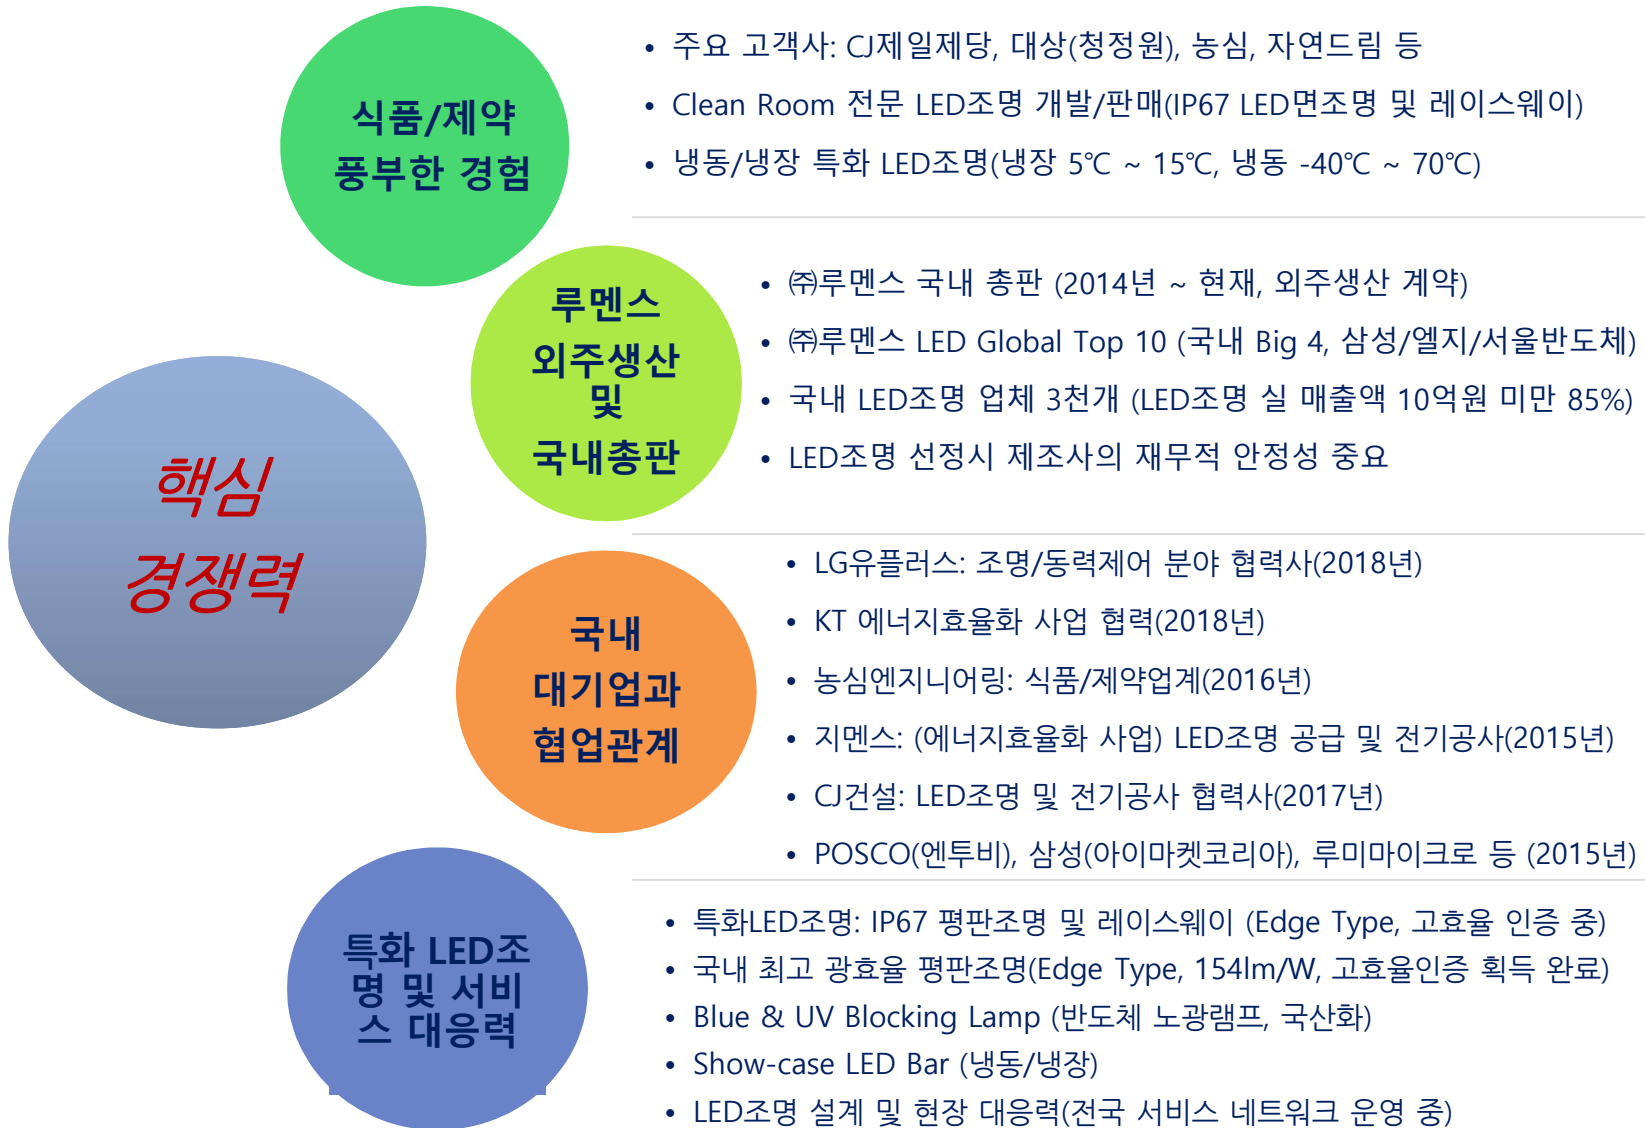 핵심
경쟁력
식품/제약
풍부한 경험
• 주요 고객사: CJ제일제당, 대상(청정원), 농심, 자연드림 등
• Clean Room 전문 LED조명 개발/판매(IP67 LED면조명 및 레이스웨이)
• 냉동/냉장 특화 LED조명(냉장 5℃ ~ 15℃, 냉동 -40℃ ~ 70℃)
루멘스
외주생산
및
국내총판
• ㈜루멘스 국내 총판 (2014년 ~ 현재, 외주생산 계약)
• ㈜루멘스 LED Global Top 10 (국내 Big 4, 삼성/엘지/서울반도체)
• 국내 LED조명 업체 3천개 (LED조명 실 매출액 10억원 미만 85%)
• LED조명 선정시 제조사의 재무적 안정성 중요
국내
대기업과
협업관계
• LG유플러스: 조명/동력제어 분야 협력사(2018년)
• KT 에너지효율화 사업 협력(2018년)
• 농심엔지니어링: 식품/제약업계(2016년)
• 지멘스: (에너지효율화 사업) LED조명 공급 및 전기공사(2015년)
• CJ건설: LED조명 및 전기공사 협력사(2017년)
• POSCO(엔투비), 삼성(아이마켓코리아), 루미마이크로 등 (2015년)
특화 LED조
명 및 서비
스 대응력
• 특화LED조명: IP67 평판조명 및 레이스웨이 (Edge Type, 고효율 인증 중)
• 국내 최고 광효율 평판조명(Edge Type, 154lm/W, 고효율인증 획득 완료)
• Blue & UV Blocking Lamp (반도체 노광램프, 국산화)
• Show-case LED Bar (냉동/냉장)
• LED조명 설계 및 현장 대응력(전국 서비스 네트워크 운영 중)